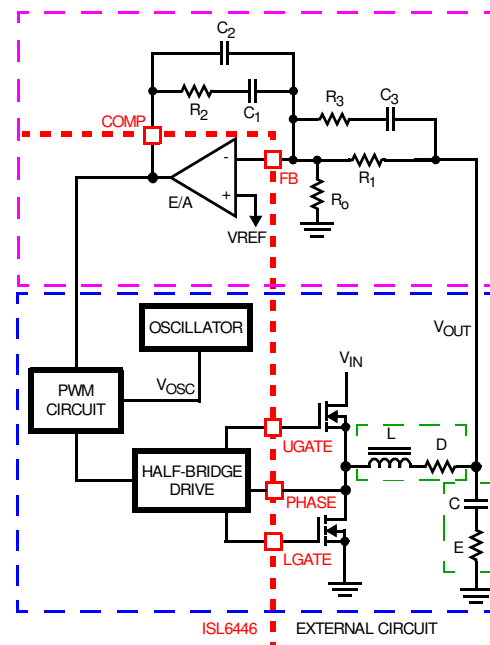 C2
R2
C1
R3
C3
COMP
-
+
E/A
FB
R1
Ro
VREF
OSCILLATOR
VOUT
VIN
PWM
CIRCUIT
VOSC
UGATE
L
D
HALF-BRIDGE
DRIVE
PHASE
C
E
LGATE
ISL6446
EXTERNAL CIRCUIT